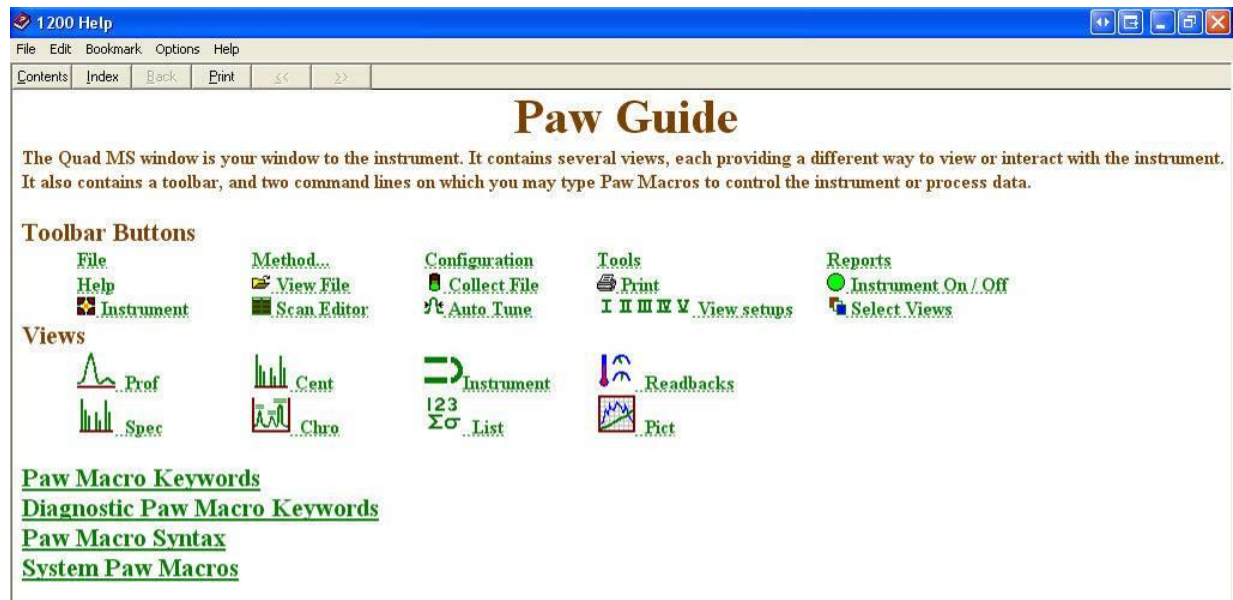 1200 Help
File Edit Bookmark Options Help
Contents Index Back Print << >>
Paw Guide
The Quad MS window is your window to the instrument. It contains several views, each providing a different way to view or interact with the instrument.
It also contains a toolbar, and two command lines on which you may type Paw Macros to control the instrument or process data.
Toolbar Buttons
File Method... Configuration Tools Reports
Help View File Collect File Print Instrument On / Off
Instrument Scan Editor Auto Tune I II III IV V View setups Select Views
Views
Prof Cent Instrument Readbacks
Spec Chro 123 Σσ List Pict
Paw Macro Keywords
Diagnostic Paw Macro Keywords
Paw Macro Syntax
System Paw Macros